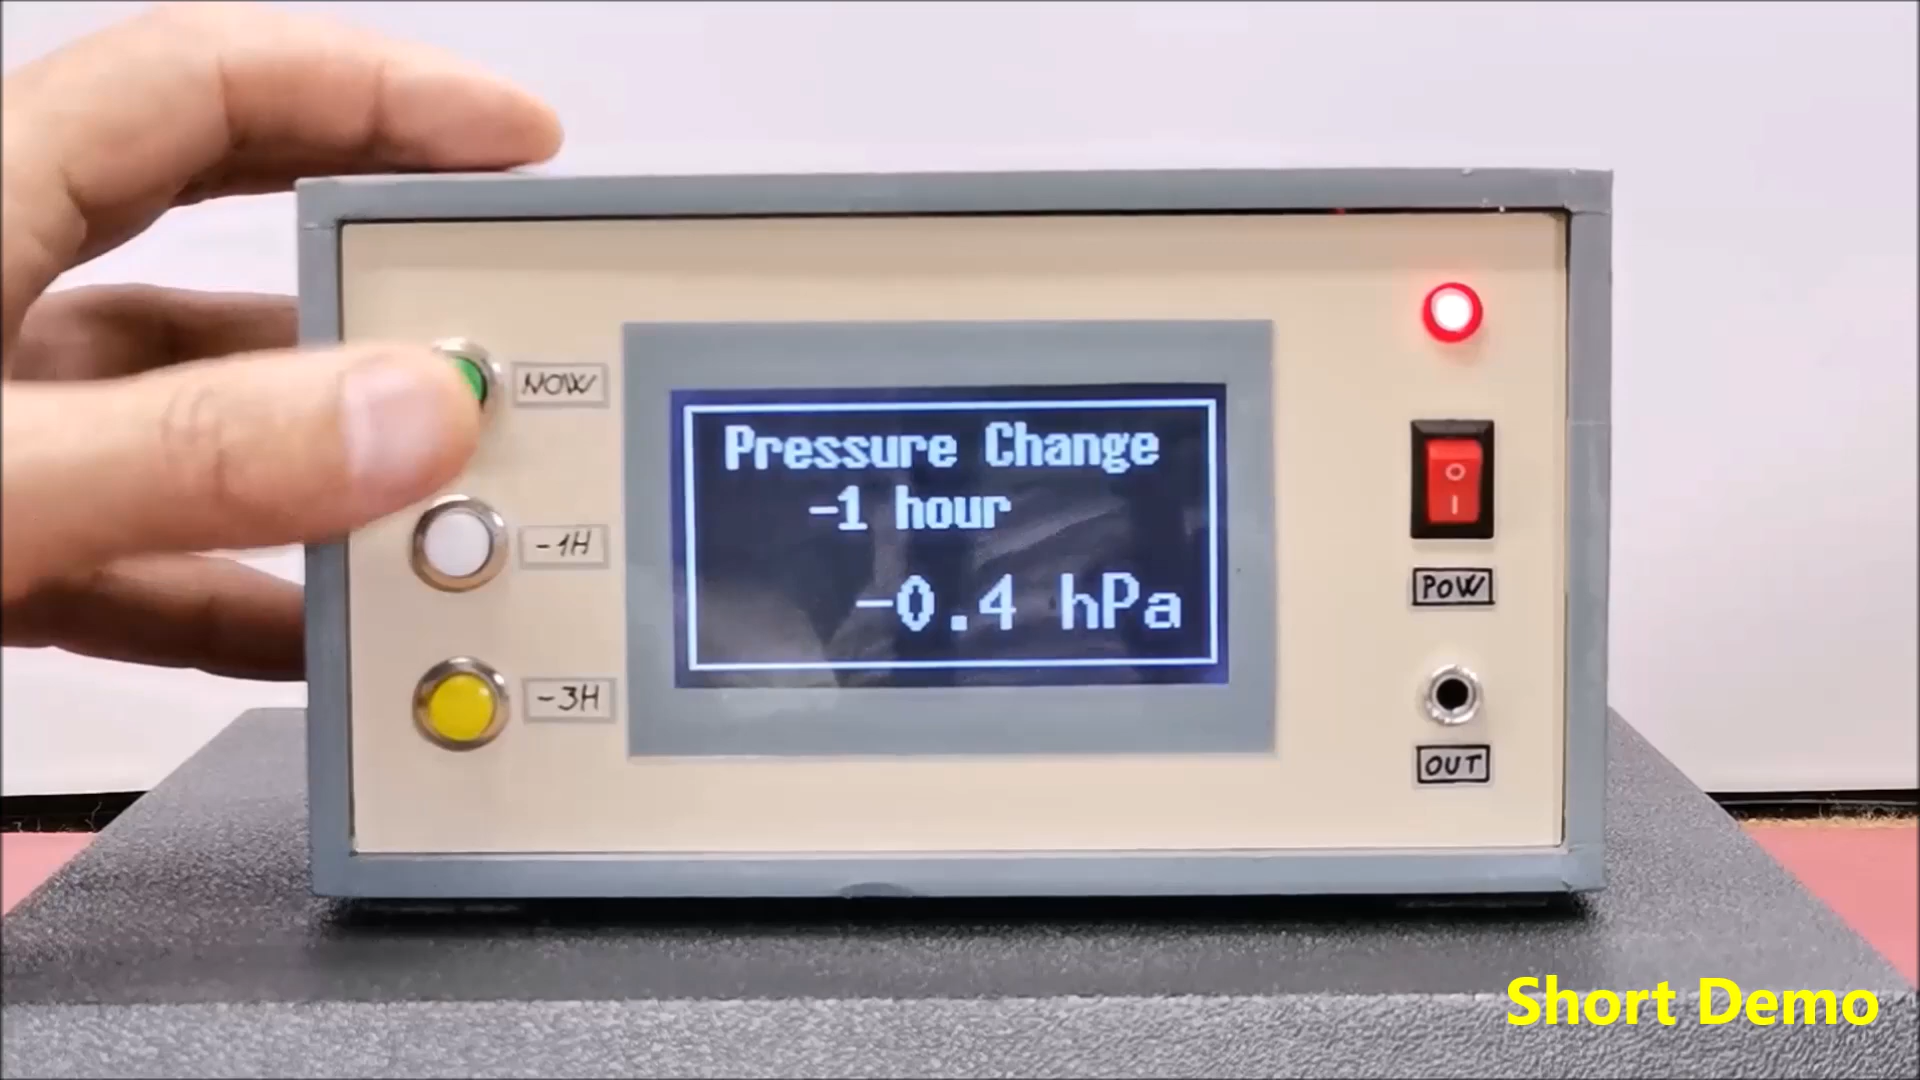 NOW
-1H
-3H
Pressure Change
-1 hour
-0.4 hPa
O
I
POW
OUT
Short Demo